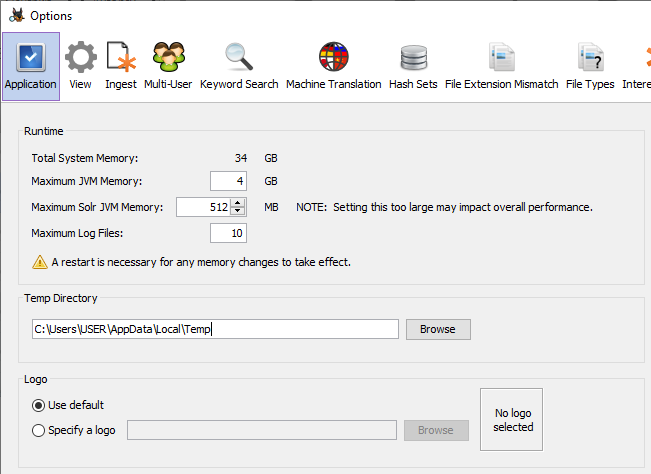 Options
Application View Ingest Multi-User Keyword Search Machine Translation Hash Sets File Extension Mismatch File Types Intere
Runtime
Total System Memory: 34 GB
Maximum JVM Memory: 4 GB
Maximum Solr JVM Memory: 512 MB NOTE: Setting this too large may impact overall performance.
Maximum Log Files: 10
A restart is necessary for any memory changes to take effect.
Temp Directory
C:\Users\USER\AppData\Local\Temp Browse
Logo
Use default
Specify a logo Browse
No logo
selected